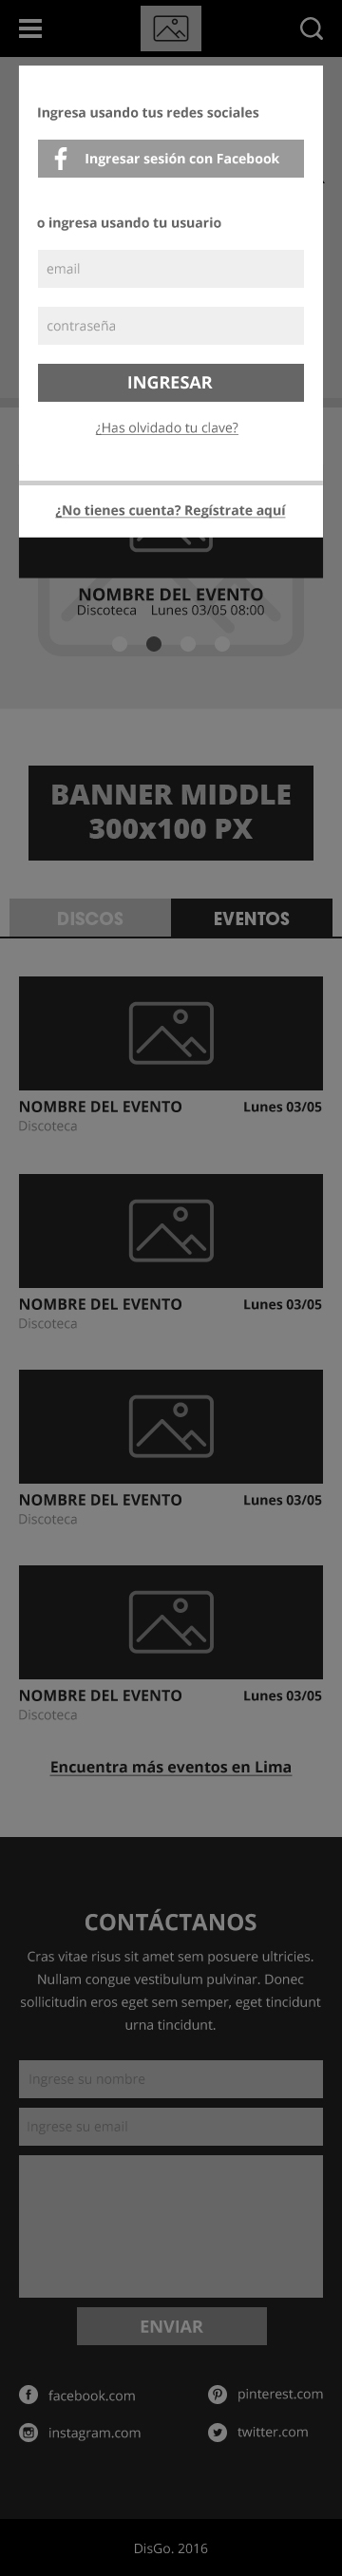 Ingresa usando tus redes sociales
Ingresar sesión con Facebook
o ingresa usando tu usuario
email
contraseña
INGRESAR
¿Has olvidado tu clave?
¿No tienes cuenta? Regístrate aquí
NOMBRE DEL EVENTO
Discoteca Lunes 03/05 08:00
BANNER MIDDLE
300x100 PX
DISCOS EVENTOS
NOMBRE DEL EVENTO Lunes 03/05
Discoteca
NOMBRE DEL EVENTO Lunes 03/05
Discoteca
NOMBRE DEL EVENTO Lunes 03/05
Discoteca
NOMBRE DEL EVENTO Lunes 03/05
Discoteca
Encuentra más eventos en Lima
CONTÁCTANOS
Cras vitae risus sit amet sem posuere ultricies.
Nullam congue vestibulum pulvinar. Donec
sollicitudin eros eget sem semper, eget tincidunt
urna tincidunt.
Ingrese su nombre
Ingrese su email
ENVIAR
facebook.com pinterest.com
instagram.com twitter.com
DisGo. 2016